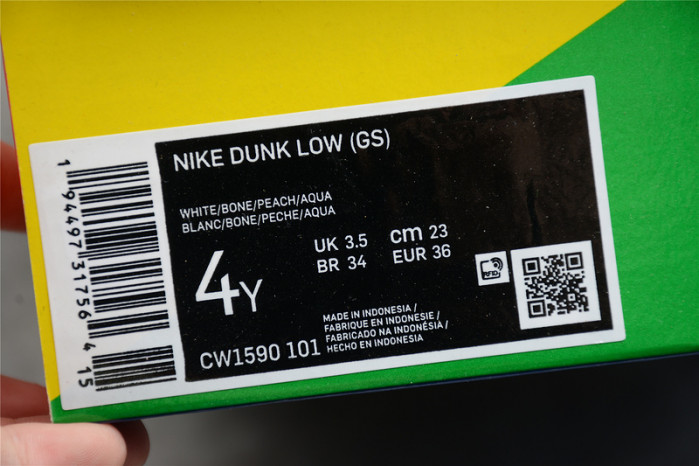 NIKE DUNK LOW (GS)
WHITE/BONE/PEACH/AQUA
BLANC/BONE/PECHE/AQUA
4Y
UK 3.5 cm 23
BR 34 EUR 36
RFID
CW1590 101
MADE IN INDONESIA/
FABRIQUE EN INDONESIE/
FABRICADO NA INDONÉSIA/
HECHO EN INDONESIA
1 94497 31756 4 15